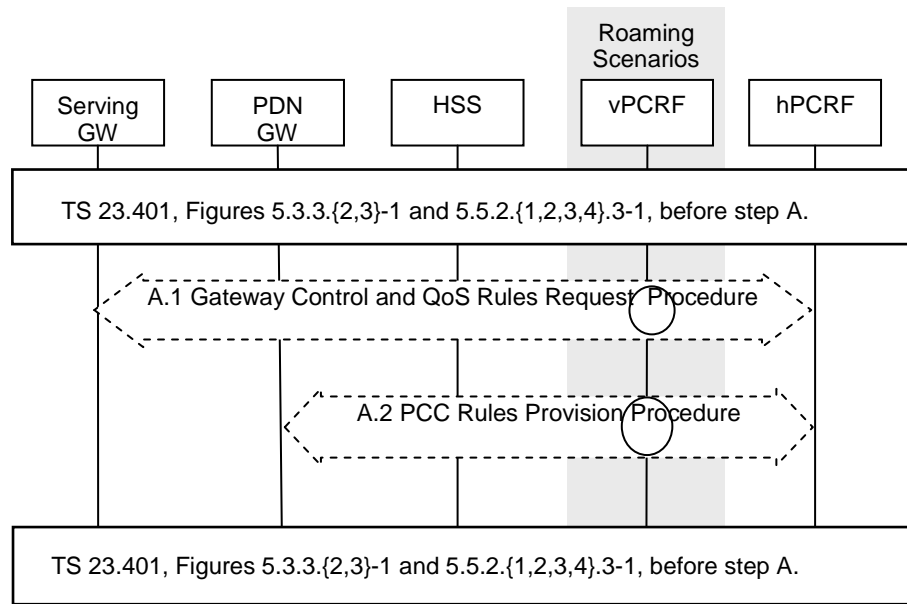 Roaming
Scenarios
Serving
GW
PDN
GW
HSS
vPCRF
hPCRF
TS 23.401, Figures 5.3.3.{2,3}-1 and 5.5.2.{1,2,3,4}.3-1, before step A.
A.1 Gateway Control and QoS Rules Request Procedure
A.2 PCC Rules Provision Procedure
TS 23.401, Figures 5.3.3.{2,3}-1 and 5.5.2.{1,2,3,4}.3-1, before step A.